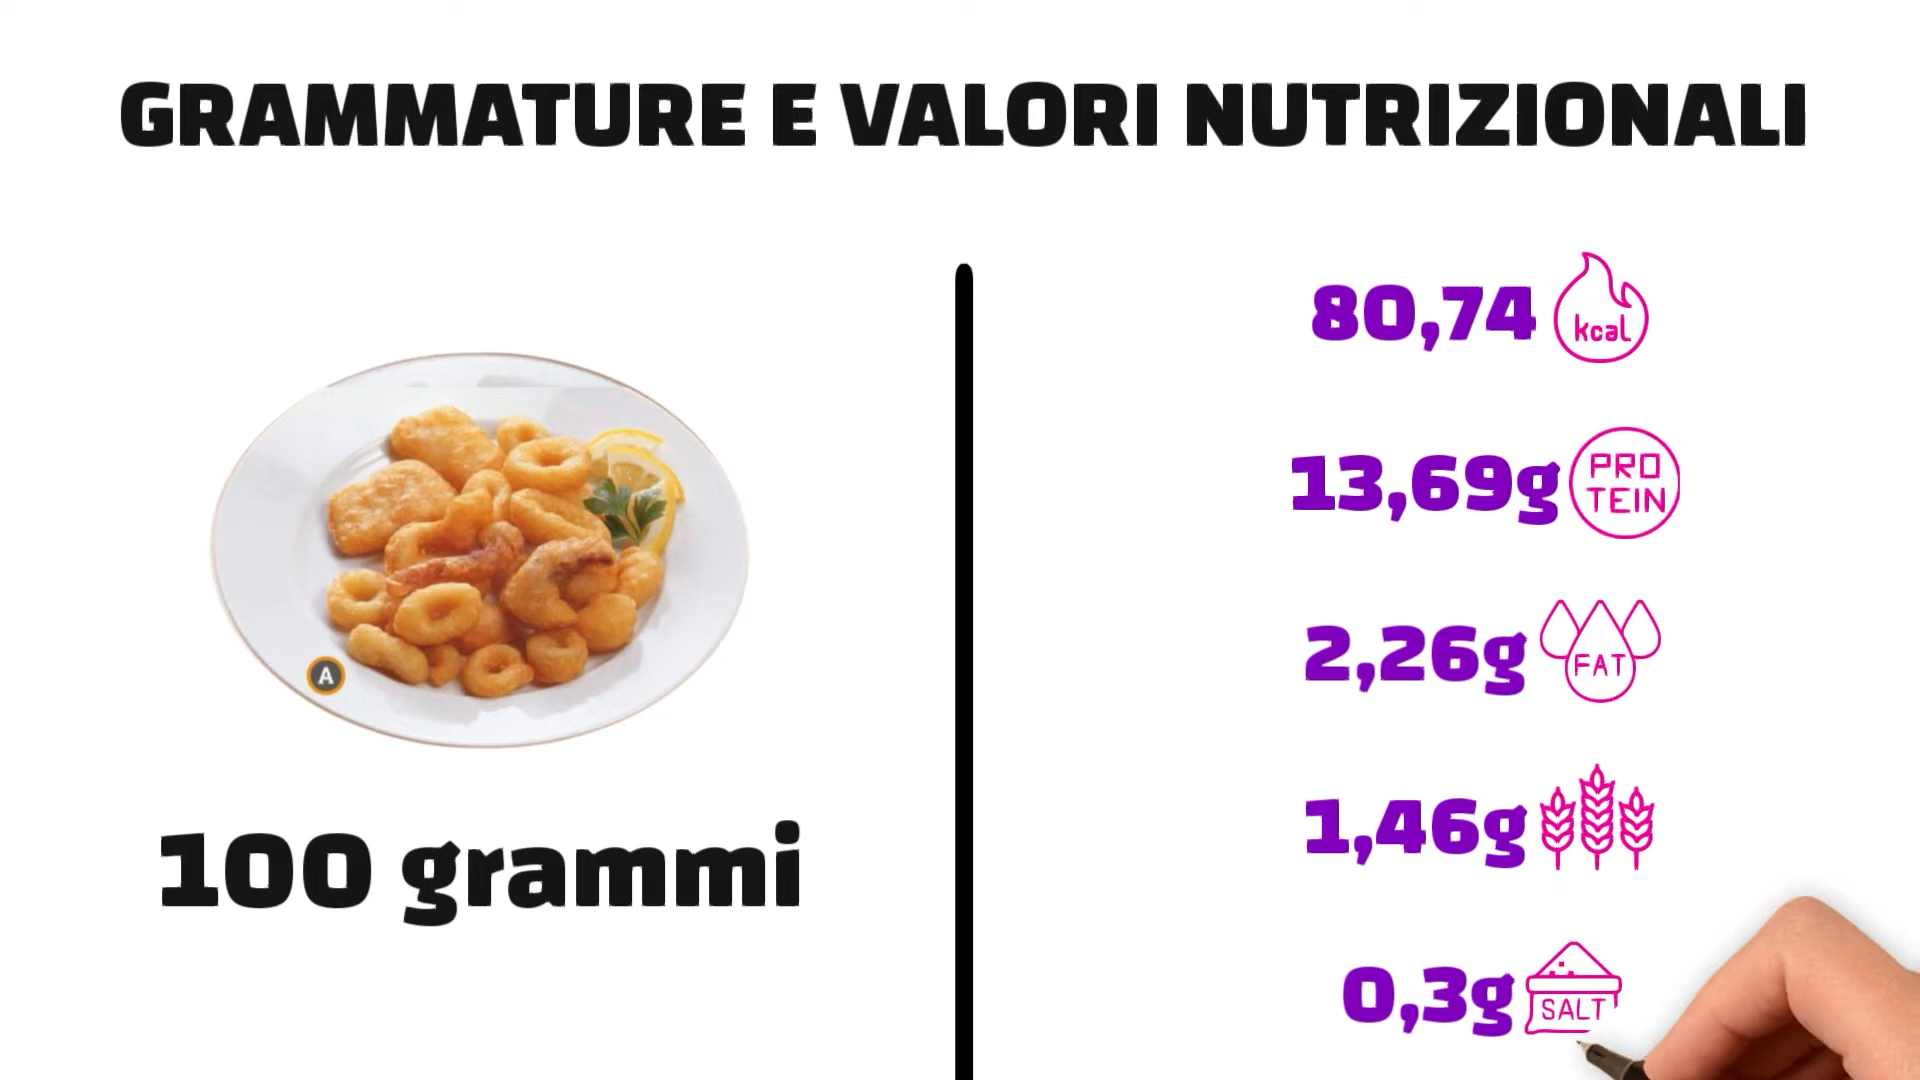 GRAMMATURE E VALORI NUTRIZIONALI
A
100 grammi
80,74 kcal
13,69g PRO
TEIN
2,26g FAT
1,46g
0,3g SALT